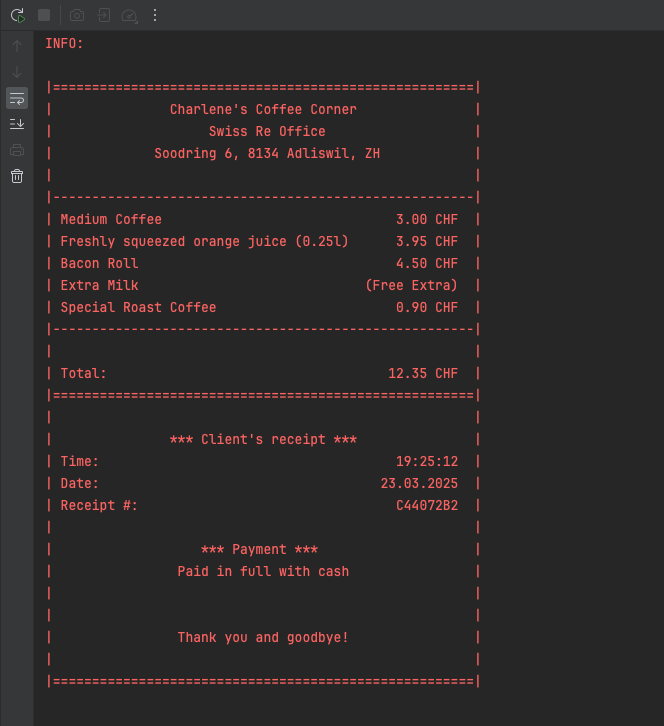 INFO:
|======================================================|
|               Charlene's Coffee Corner               |
|                    Swiss Re Office                   |
|             Soodring 6, 8134 Adliswil, ZH            |
|                                                      |
|------------------------------------------------------|
| Medium Coffee                              3.00 CHF  |
| Freshly squeezed orange juice (0.25l)      3.95 CHF  |
| Bacon Roll                                 4.50 CHF  |
| Extra Milk                             (Free Extra)  |
| Special Roast Coffee                       0.90 CHF  |
|------------------------------------------------------|
|                                                      |
| Total:                                    12.35 CHF  |
|======================================================|
|                                                      |
|               *** Client's receipt ***               |
| Time:                                      19:25:12  |
| Date:                                    23.03.2025  |
| Receipt #:                                 C44072B2  |
|                                                      |
|                   *** Payment ***                    |
|                Paid in full with cash                |
|                                                      |
|                                                      |
|                Thank you and goodbye!                |
|                                                      |
|======================================================|